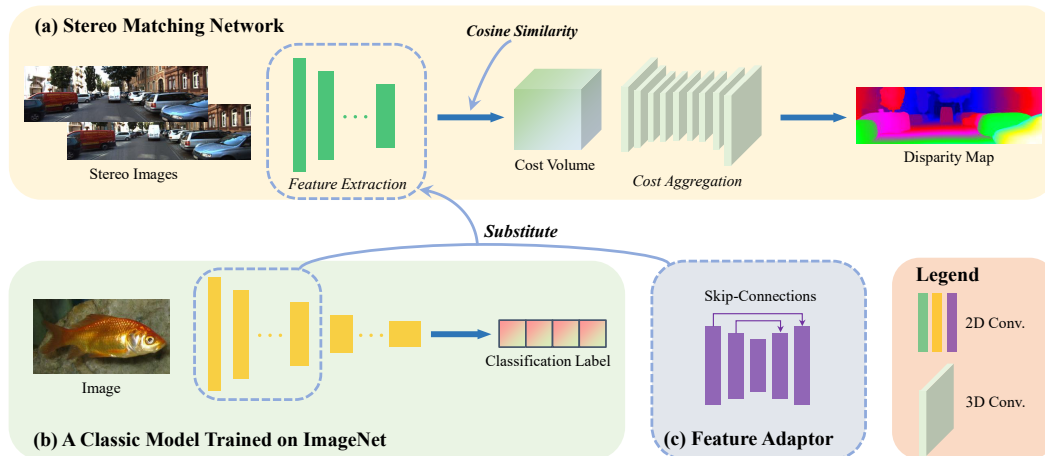 (a) Stereo Matching Network
Cosine Similarity
Stereo Images
Feature Extraction
Cost Volume
Cost Aggregation
Disparity Map
Substitute
Image
Classification Label
(b) A Classic Model Trained on ImageNet
Skip-Connections
(c) Feature Adaptor
Legend
2D Conv.
3D Conv.